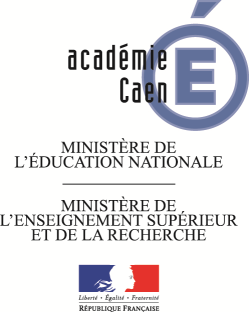 académie
Caen
É
MINISTÈRE DE
L'ÉDUCATION NATIONALE
MINISTÈRE DE
L'ENSEIGNEMENT SUPÉRIEUR
ET DE LA RECHERCHE
Liberté • Égalité • Fraternité
RÉPUBLIQUE FRANÇAISE